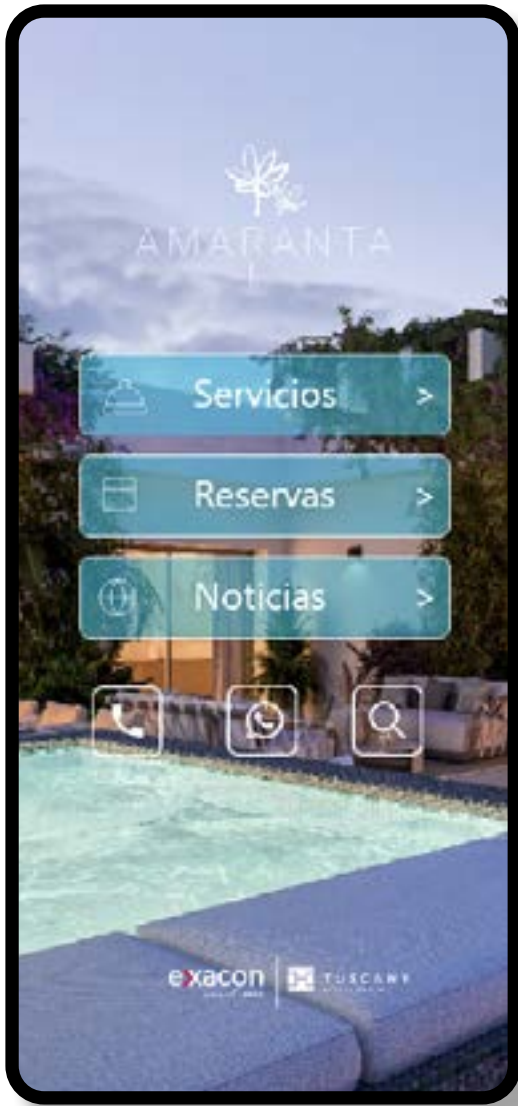 AMARANTA
Servicios >
Reservas >
Noticias >
exacon
TUSCANY